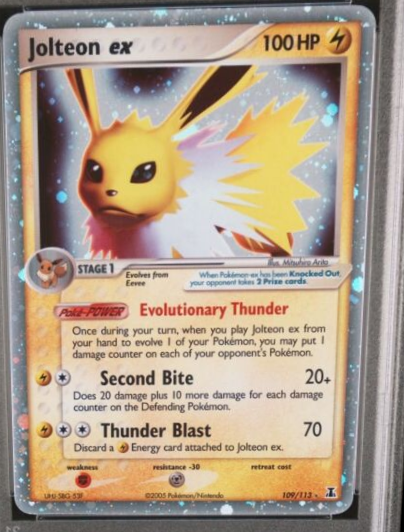 Jolteon ex 100 HP
Illus. Mitsuhiro Arita
STAGE 1 Evolves from
Eevee
When Pokémon-ex has been Knocked Out,
your opponent takes 2 Prize cards.
Poké-POWER Evolutionary Thunder
Once during your turn, when you play Jolteon ex from
your hand to evolve 1 of your Pokémon, you may put 1
damage counter on each of your opponent's Pokémon.
Second Bite 20+
Does 20 damage plus 10 more for each damage
counter on the Defending Pokémon.
Thunder Blast 70
Discard a Energy card attached to Jolteon ex.
weakness resistance -30 retreat cost
©2005 Pokémon/Nintendo 109/113